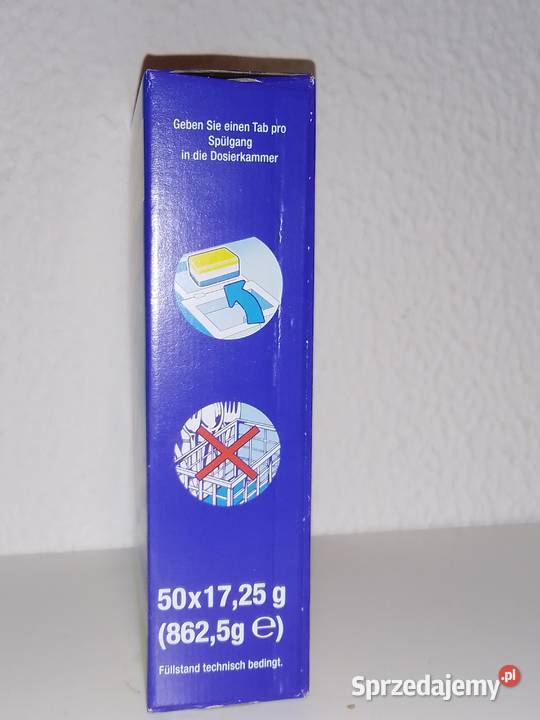 Geben Sie einen Tab pro
Spülgang
in die Dosierkammer
50x17,25 g
(862,5g ℮)
Füllstand technisch bedingt.
Sprzedajemy.pl